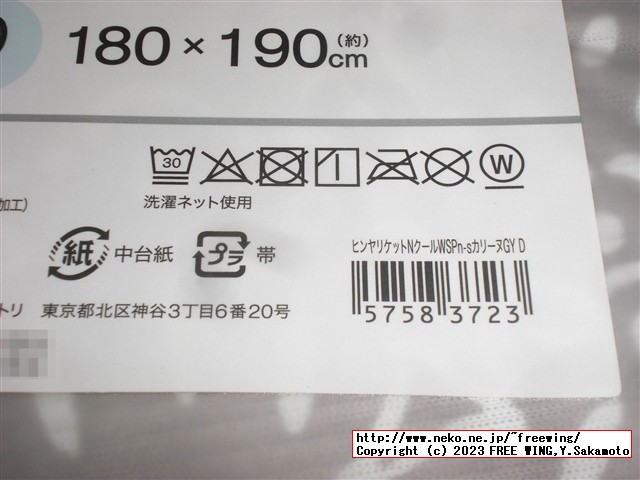 180×190(約)cm
30
W
洗濯ネット使用
加工)
紙 中台紙 プラ 帯
ヒンヤリケットNクールWSPn-sカリーヌGY D
トリ 東京都北区神谷3丁目6番20号
5758 3723
http://www.neko.ne.jp/~freewing/
Copyright (c) 2023 FREE WING,Y.Sakamoto